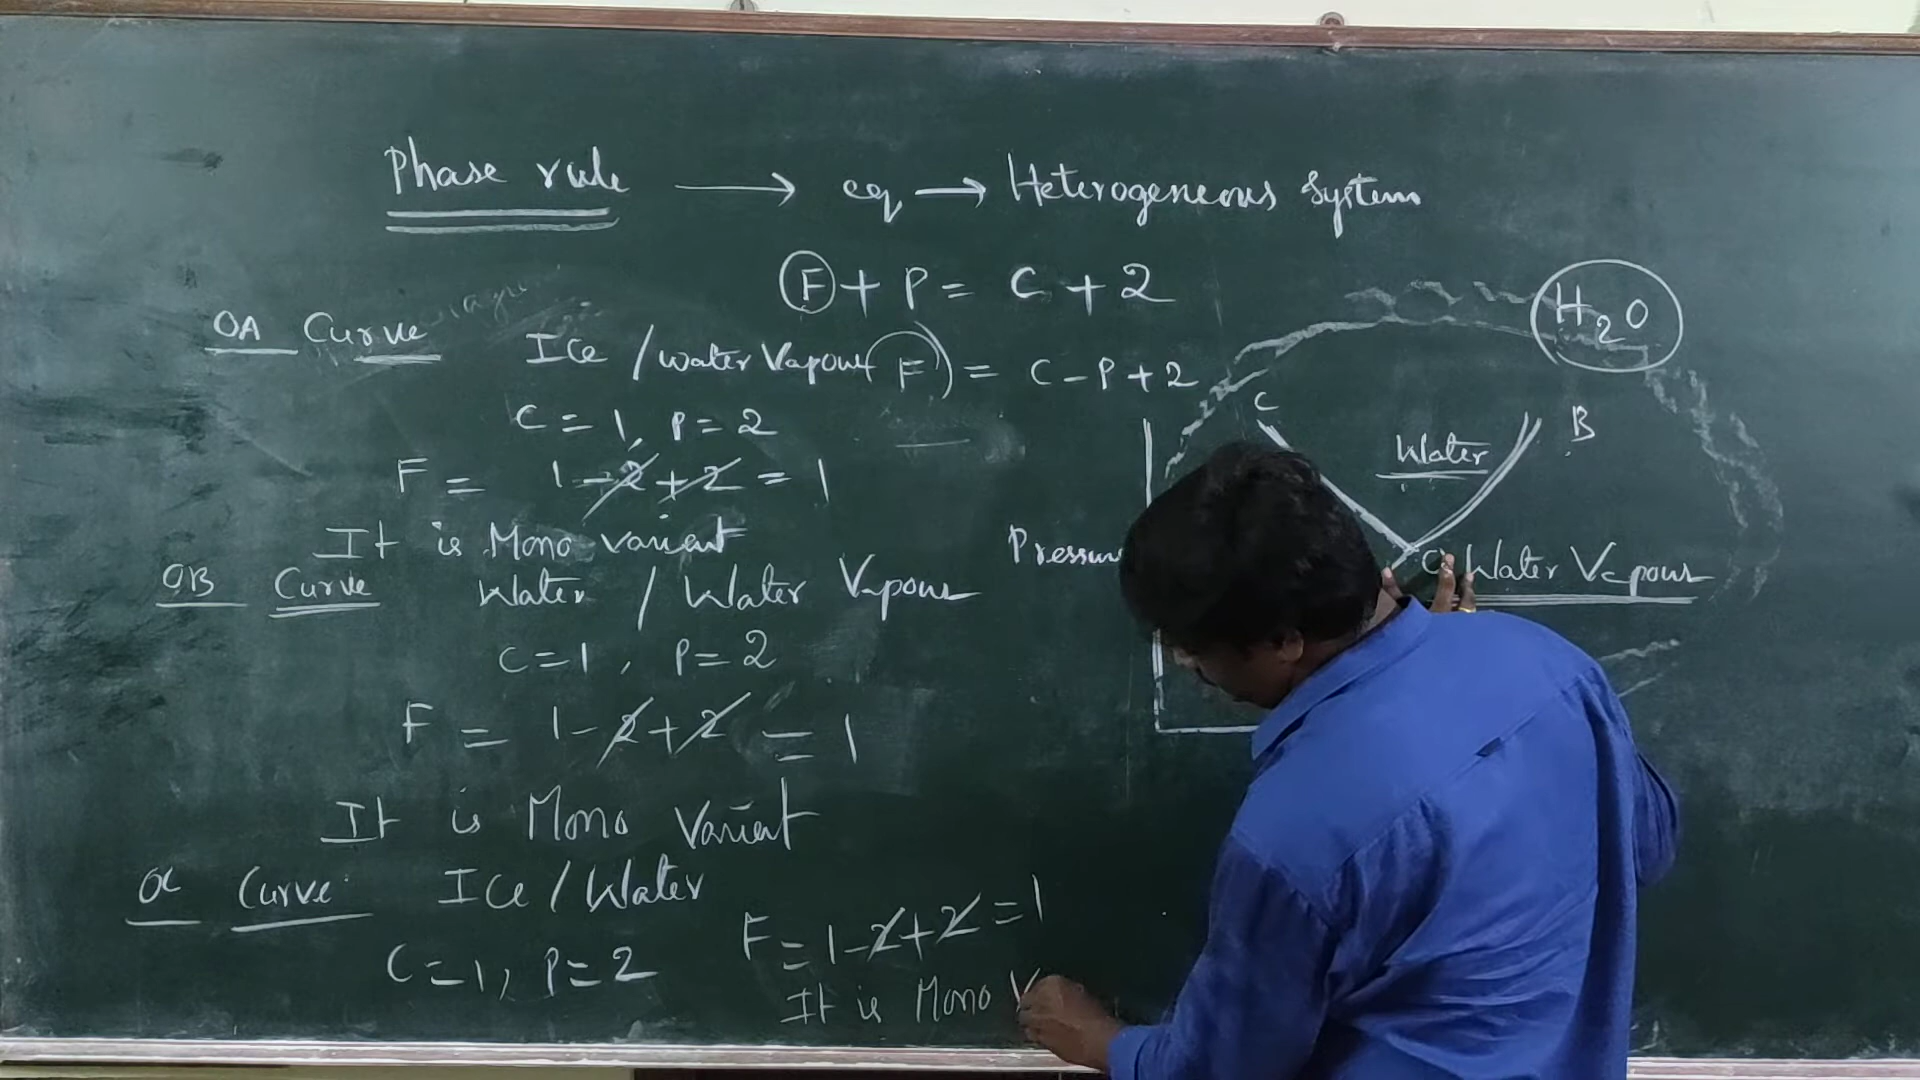 Phase rule → eq → Heterogeneous System
F + P = C + 2
H2O
OA Curve Ice / water Vapour
F = C - P + 2
C = 1, P = 2
F = 1 - 2 + 2 = 1
It is Mono varient
OB Curve Water / Water Vapour
C = 1, P = 2
F = 1 - 2 + 2 = 1
It is Mono Varient
OC Curve Ice / Water
C = 1, P = 2
F = 1 - 2 + 2 = 1
It is Mono V
C
B
Water
Pressure
O
Water Vapour